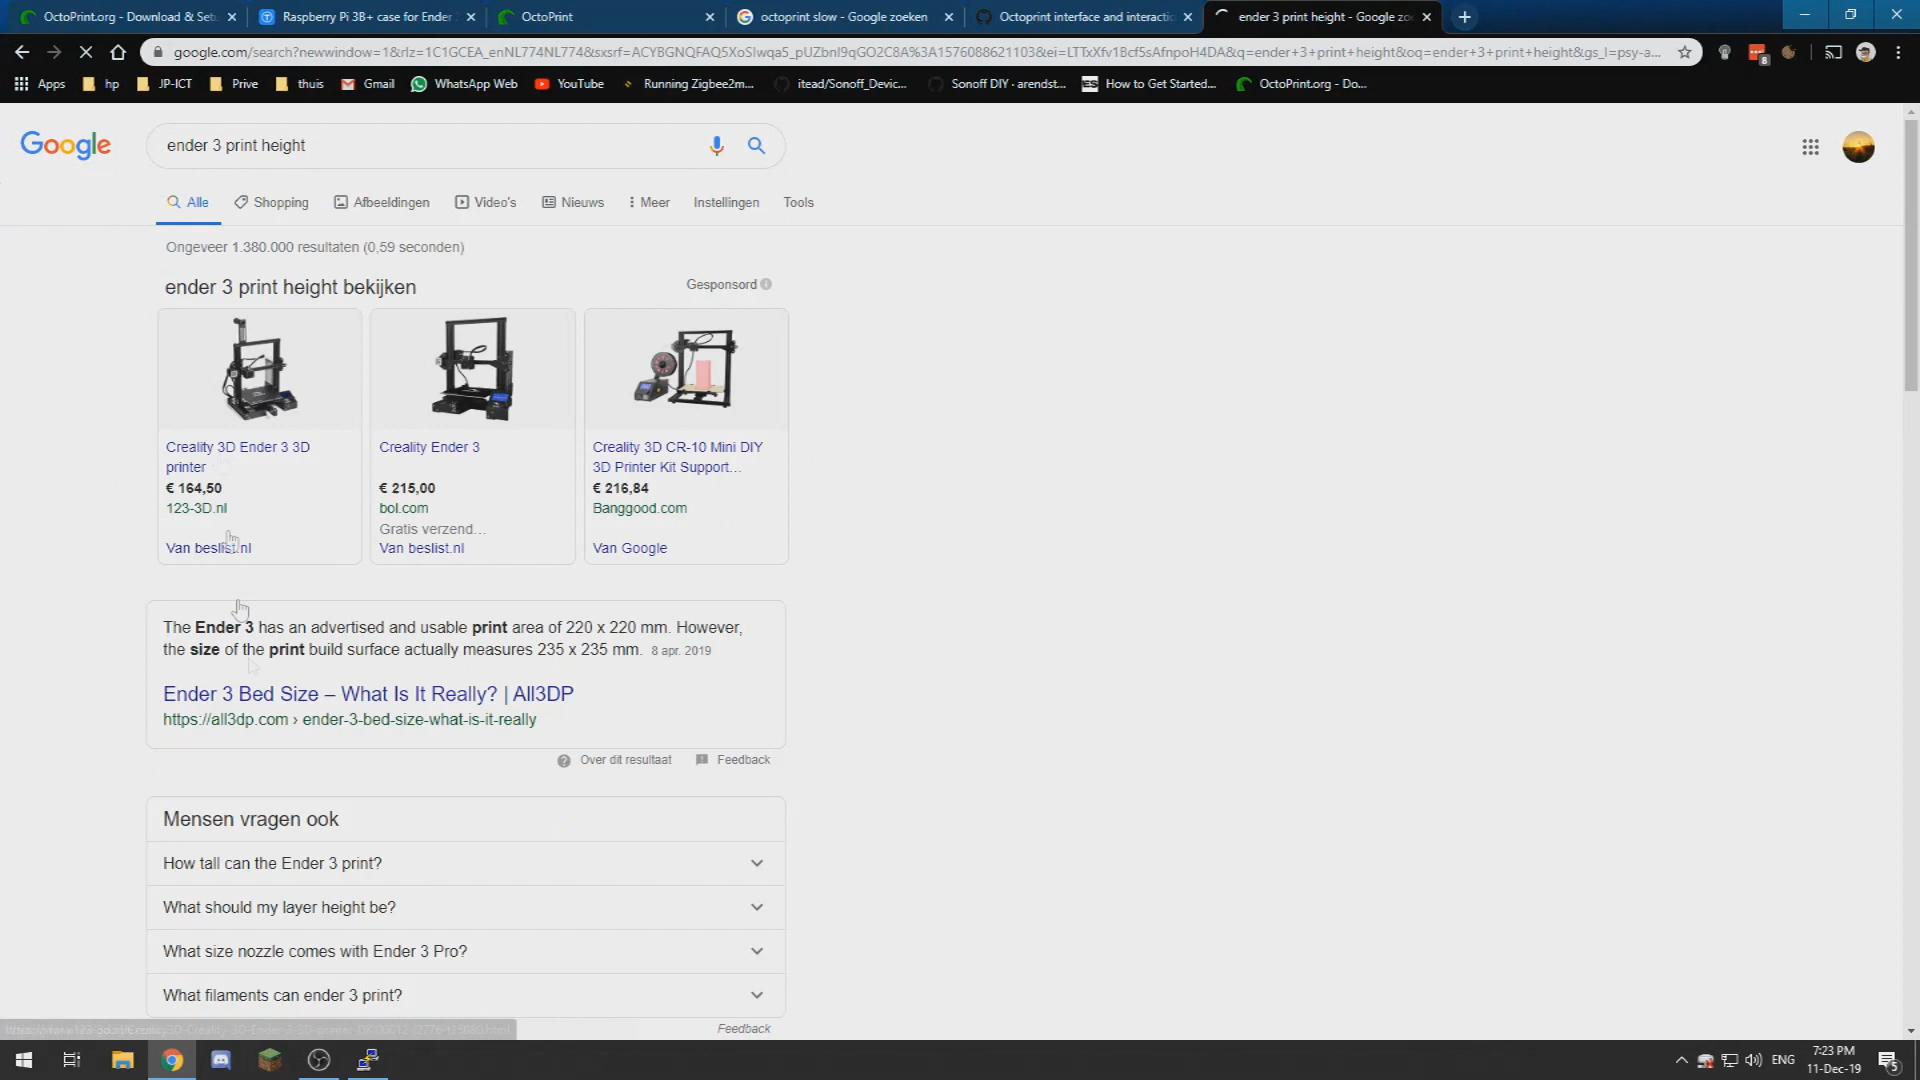 OctoPrint.org - Download & Setu
Raspberry Pi 3B+ case for Ender
OctoPrint
octoprint slow - Google zoeken
Octoprint interface and interactic
ender 3 print height - Google zo
google.com/search?newwindow=1&rlz=1C1GCEA_enNL774NL774&sxsrf=ACYBGNQFAQ5XoSIwqa5_pUZbnI9qGO2C8A%3A1576088621103&ei=LTTxXfv1Bcf5sAfnpoH4DA&q=ender+3+print+height&oq=ender+3+print+height&gs_l=psy-a...
8
Apps
hp
JP-ICT
Prive
thuis
Gmail
WhatsApp Web
YouTube
Running Zigbee2m...
itead/Sonoff_Devic...
Sonoff DIY · arendst...
How to Get Started...
OctoPrint.org - Do...
Google
ender 3 print height
Alle
Shopping
Afbeeldingen
Video's
Nieuws
Meer
Instellingen
Tools
Ongeveer 1.380.000 resultaten (0,59 seconden)
ender 3 print height bekijken
Gesponsord
Creality 3D Ender 3 3D
printer
€ 164,50
123-3D.nl
Van beslist.nl
Creality Ender 3
€ 215,00
bol.com
Gratis verzend...
Van beslist.nl
Creality 3D CR-10 Mini DIY
3D Printer Kit Support...
€ 216,84
Banggood.com
Van Google
The Ender 3 has an advertised and usable print area of 220 x 220 mm. However,
the size of the print build surface actually measures 235 x 235 mm. 8 apr. 2019
Ender 3 Bed Size – What Is It Really? | All3DP
https://all3dp.com › ender-3-bed-size-what-is-it-really
Over dit resultaat
Feedback
Mensen vragen ook
How tall can the Ender 3 print?
What should my layer height be?
What size nozzle comes with Ender 3 Pro?
What filaments can ender 3 print?
Feedback
ENG
7:23 PM
11-Dec-19
5